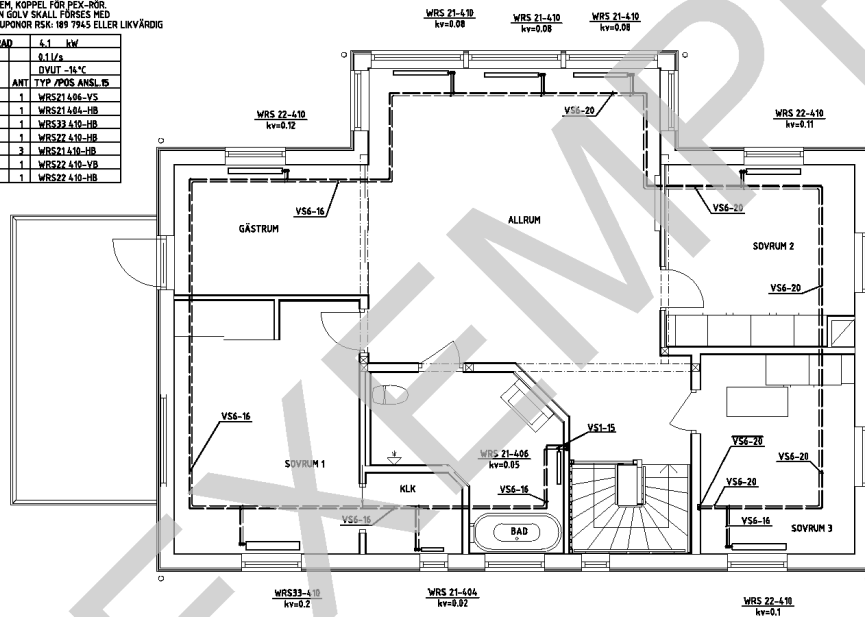 EM, KOPPEL FÖR PEX-RÖR.
N GOLV SKALL FÖRSES MED
UPONOR RSK: 189 7945 ELLER LIKVÄRDIG
RAD 4.1 kW
0.1 l/s
DVUT -14°C
ANT TYP /POS ANSL.15
1 WRS21 406-VS
1 WRS21 404-HB
1 WRS33 410-HB
1 WRS22 410-HB
3 WRS21 410-HB
1 WRS22 410-VB
1 WRS22 410-HB
WRS 21-410
kv=0.08
WRS 21-410
kv=0.08
WRS 21-410
kv=0.08
WRS 22-410
kv=0.12
VS6-20
WRS 22-410
kv=0.11
VS6-16
GÄSTRUM
ALLRUM
VS6-20
SOVRUM 2
VS6-20
VS6-16
SOVRUM 1
WRS 21-406
kv=0.05
VS1-15
VS6-20
VS6-20
VS6-20
KLK
VS6-16
VS6-16
BAD
VS6-16
SOVRUM 3
WRS33-410
kv=0.2
WRS 21-404
kv=0.02
WRS 22-410
kv=0.1